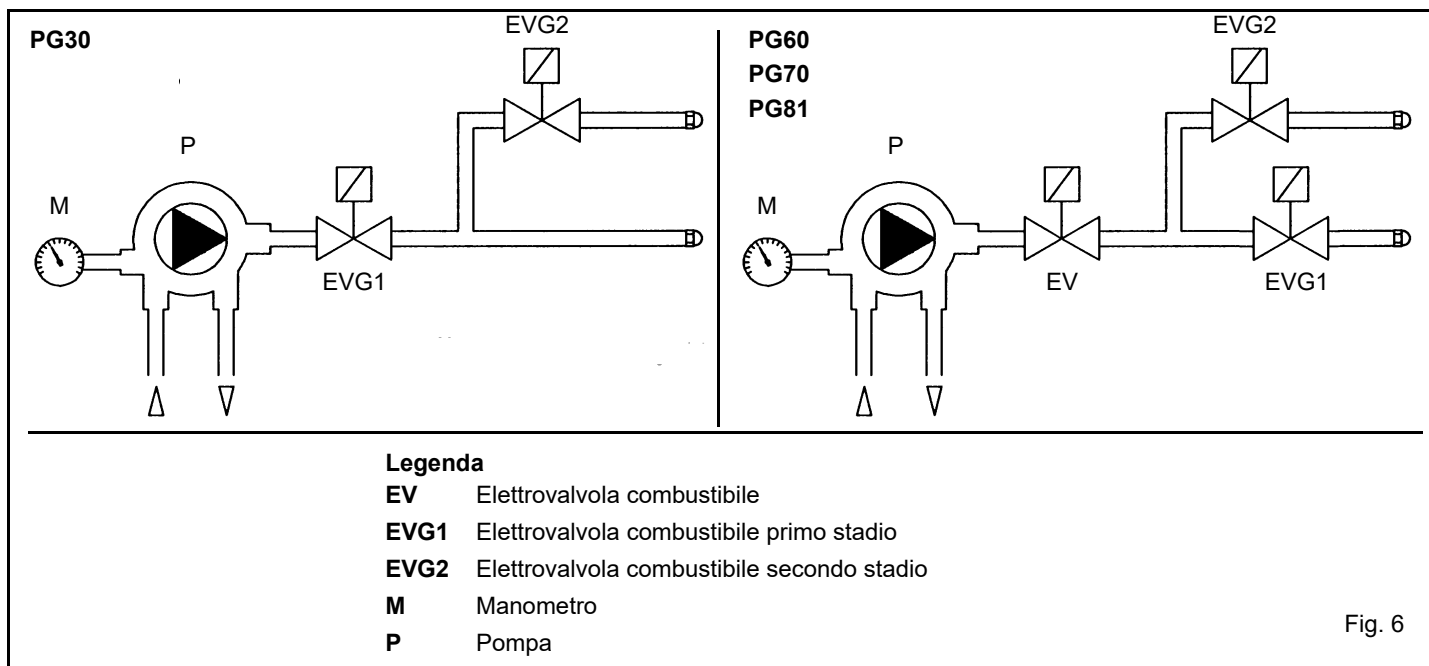 PG30
EVG2
P
M
EVG1
PG60
PG70
PG81
EVG2
P
M
EV
EVG1
Legenda
EV Elettrovalvola combustibile
EVG1 Elettrovalvola combustibile primo stadio
EVG2 Elettrovalvola combustibile secondo stadio
M Manometro
P Pompa
Fig. 6